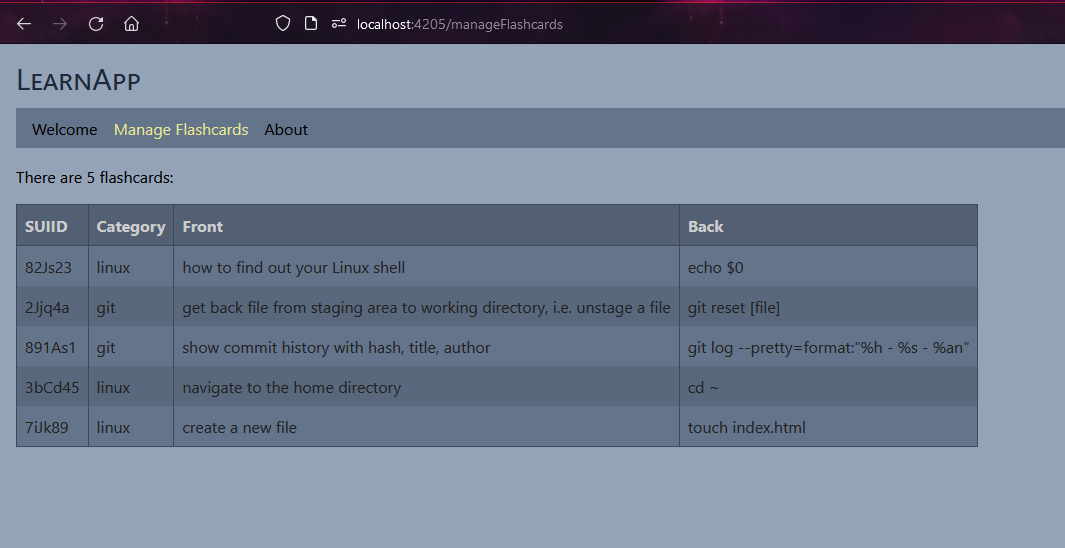 localhost:4205/manageFlashcards
LearnApp
Welcome Manage Flashcards About
There are 5 flashcards:
SUIID Category Front Back
82Js23 linux how to find out your Linux shell echo $0
2Jjq4a git get back file from staging area to working directory, i.e. unstage a file git reset [file]
891As1 git show commit history with hash, title, author git log --pretty=format:"%h - %s - %an"
3bCd45 linux navigate to the home directory cd ~
7iJk89 linux create a new file touch index.html